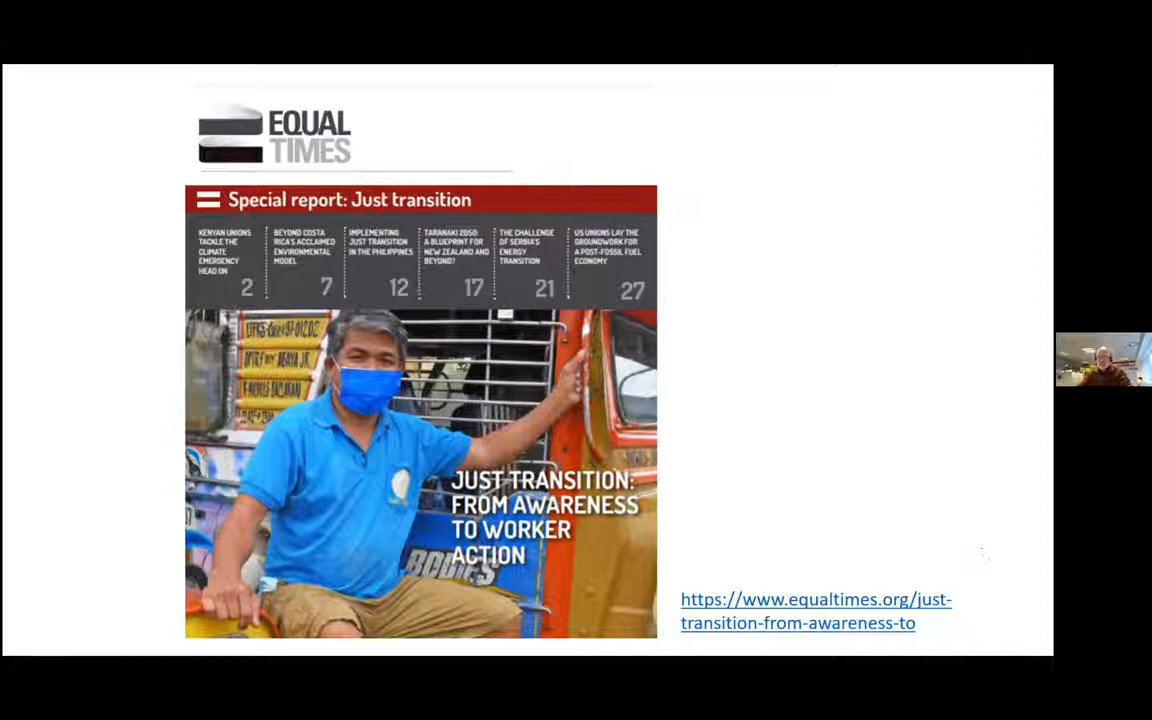 EQUAL
TIMES
Special report: Just transition
KENYAN UNIONS
TACKLE THE
CLIMATE
EMERGENCY
HEAD ON
2
BEYOND COSTA
RICA'S ACCLAIMED
ENVIRONMENTAL
MODEL
7
IMPLEMENTING
JUST TRANSITION
IN THE PHILIPPINES
12
TARANAKI 2050:
A BLUEPRINT FOR
NEW ZEALAND AND
BEYOND?
17
THE CHALLENGE
OF SERBIA'S
ENERGY
TRANSITION
21
US UNIONS LAY THE
GROUNDWORK FOR
A POST-FOSSIL FUEL
ECONOMY
27
JUST TRANSITION:
FROM AWARENESS
TO WORKER
ACTION
https://www.equaltimes.org/just-
transition-from-awareness-to